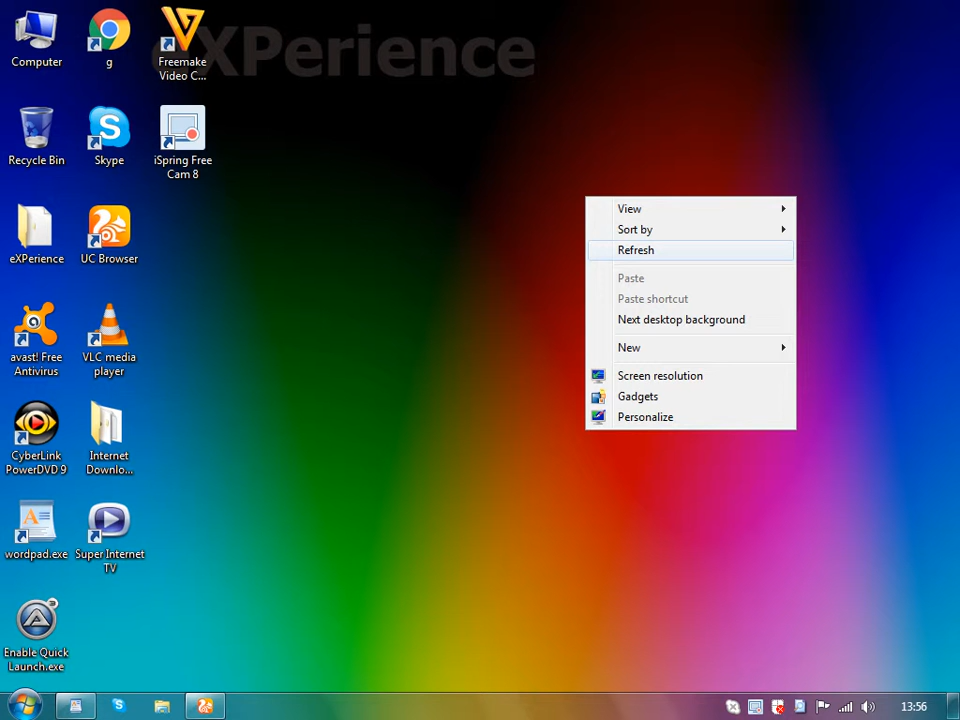 eXPerience
Computer
g
Freemake
Video C...
Recycle Bin
Skype
iSpring Free
Cam 8
eXPerience
UC Browser
avast! Free
Antivirus
VLC media
player
CyberLink
PowerDVD 9
Internet
Downlo...
wordpad.exe
Super Internet
TV
Enable Quick
Launch.exe
View
Sort by
Refresh
Paste
Paste shortcut
Next desktop background
New
Screen resolution
Gadgets
Personalize
13:56